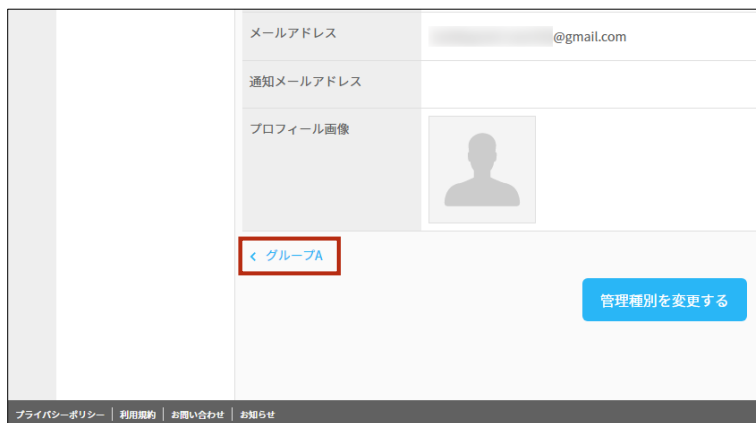 メールアドレス
@gmail.com
通知メールアドレス
プロフィール画像
< グループA
管理種別を変更する
プライバシーポリシー | 利用規約 | お問い合わせ | お知らせ